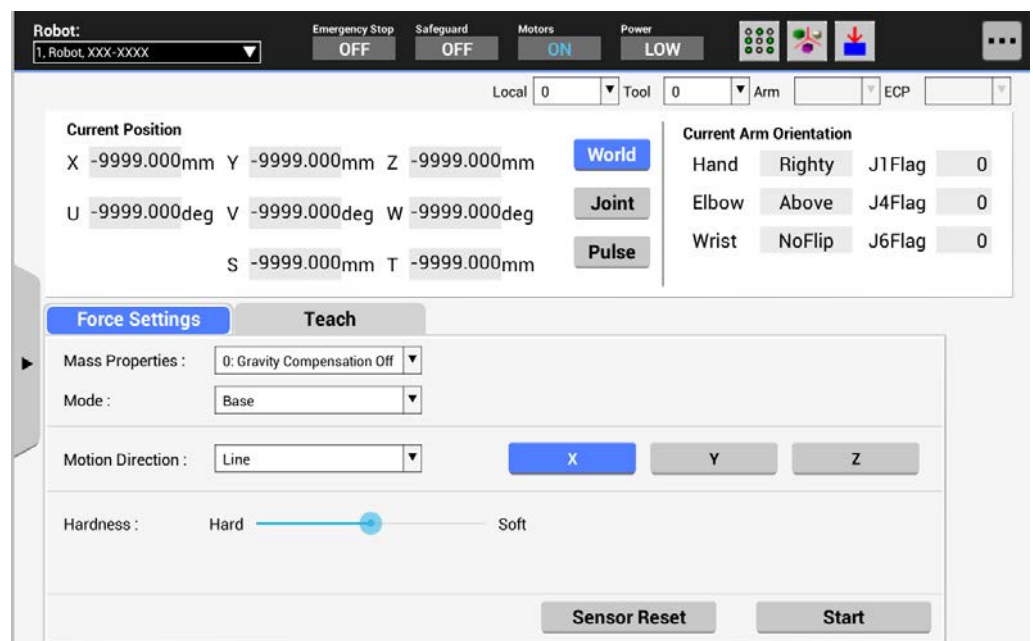 Robot:
1, Robot, XXX-XXXX
Emergency Stop
OFF
Safeguard
OFF
Motors
ON
Power
LOW
Local 0 Tool 0 Arm ECP
Current Position
X -9999.000mm Y -9999.000mm Z -9999.000mm
U -9999.000deg V -9999.000deg W -9999.000deg
S -9999.000mm T -9999.000mm
World
Joint
Pulse
Current Arm Orientation
Hand Righty J1Flag 0
Elbow Above J4Flag 0
Wrist NoFlip J6Flag 0
Force Settings Teach
Mass Properties : 0: Gravity Compensation Off
Mode : Base
Motion Direction : Line X Y Z
Hardness : Hard Soft
Sensor Reset Start